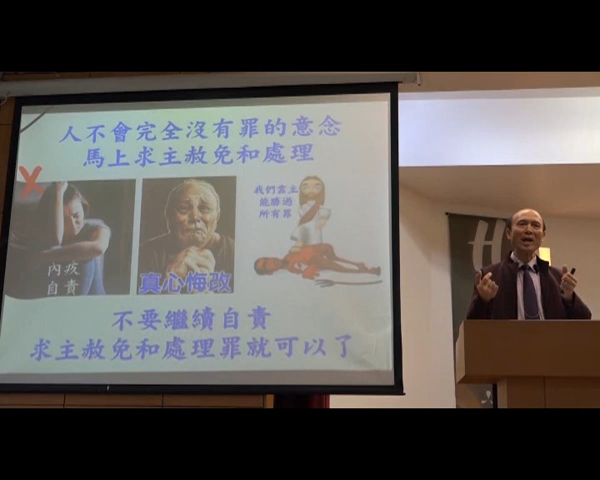 人不會完全沒有罪的意念
馬上求主赦免和處理
內疚
自責
真心悔改
我們靠主
能勝過
所有罪
不要繼續自責
求主赦免和處理罪就可以了
H